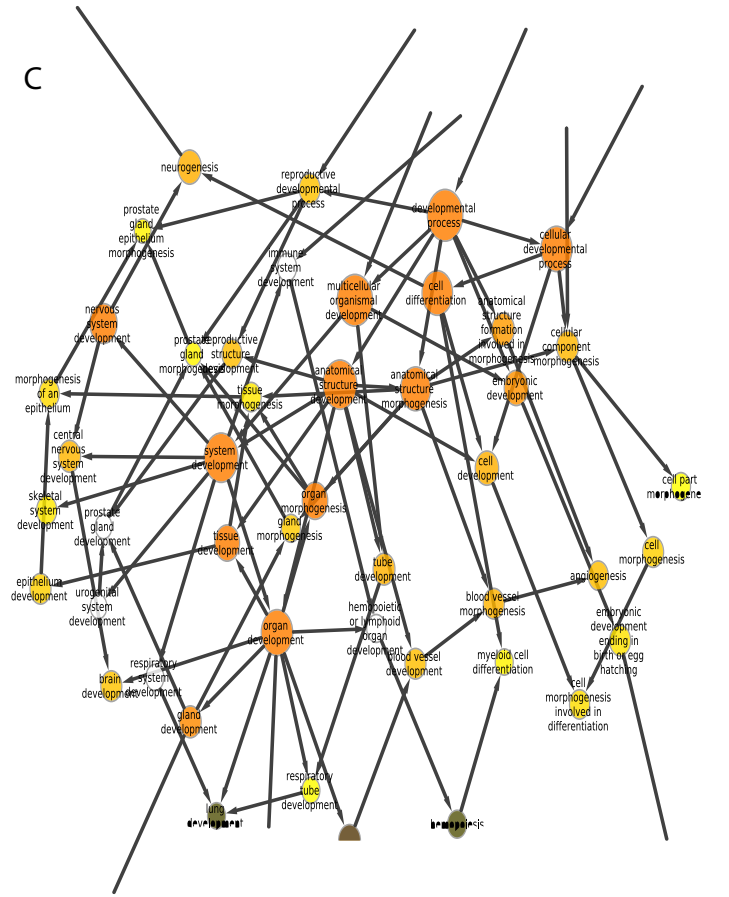 C
neurogenesis
reproductive
developmental
process
developmental
process
prostate
gland
epithelium
morphogenesis
cellular
developmental
process
immune
system
development
multicellular
organismal
development
cell
differentiation
anatomical
structure
formation
involved in
morphogenesis
nervous
system
development
cellular
component
morphogenesis
prostate
gland
morphogenesis
reproductive
structure
development
morphogenesis
of an
epithelium
tissue
morphogenesis
anatomical
structure
development
anatomical
structure
morphogenesis
embryonic
development
central
nervous
system
development
system
development
cell
development
cell part
skeletal
system
development
prostate
gland
development
organ
morphogenesis
gland
morphogenesis
tissue
development
cell
morphogenesis
epithelium
development
urogenital
system
development
tube
development
angiogenesis
hemopoietic
or lymphoid
organ
development
blood vessel
morphogenesis
embryonic
development
ending in
birth or egg
hatching
organ
development
brain
development
respiratory
system
development
blood vessel
development
myeloid cell
differentiation
cell
morphogenesis
involved in
differentiation
gland
development
respiratory
tube
development
lung
development
hemopoiesis